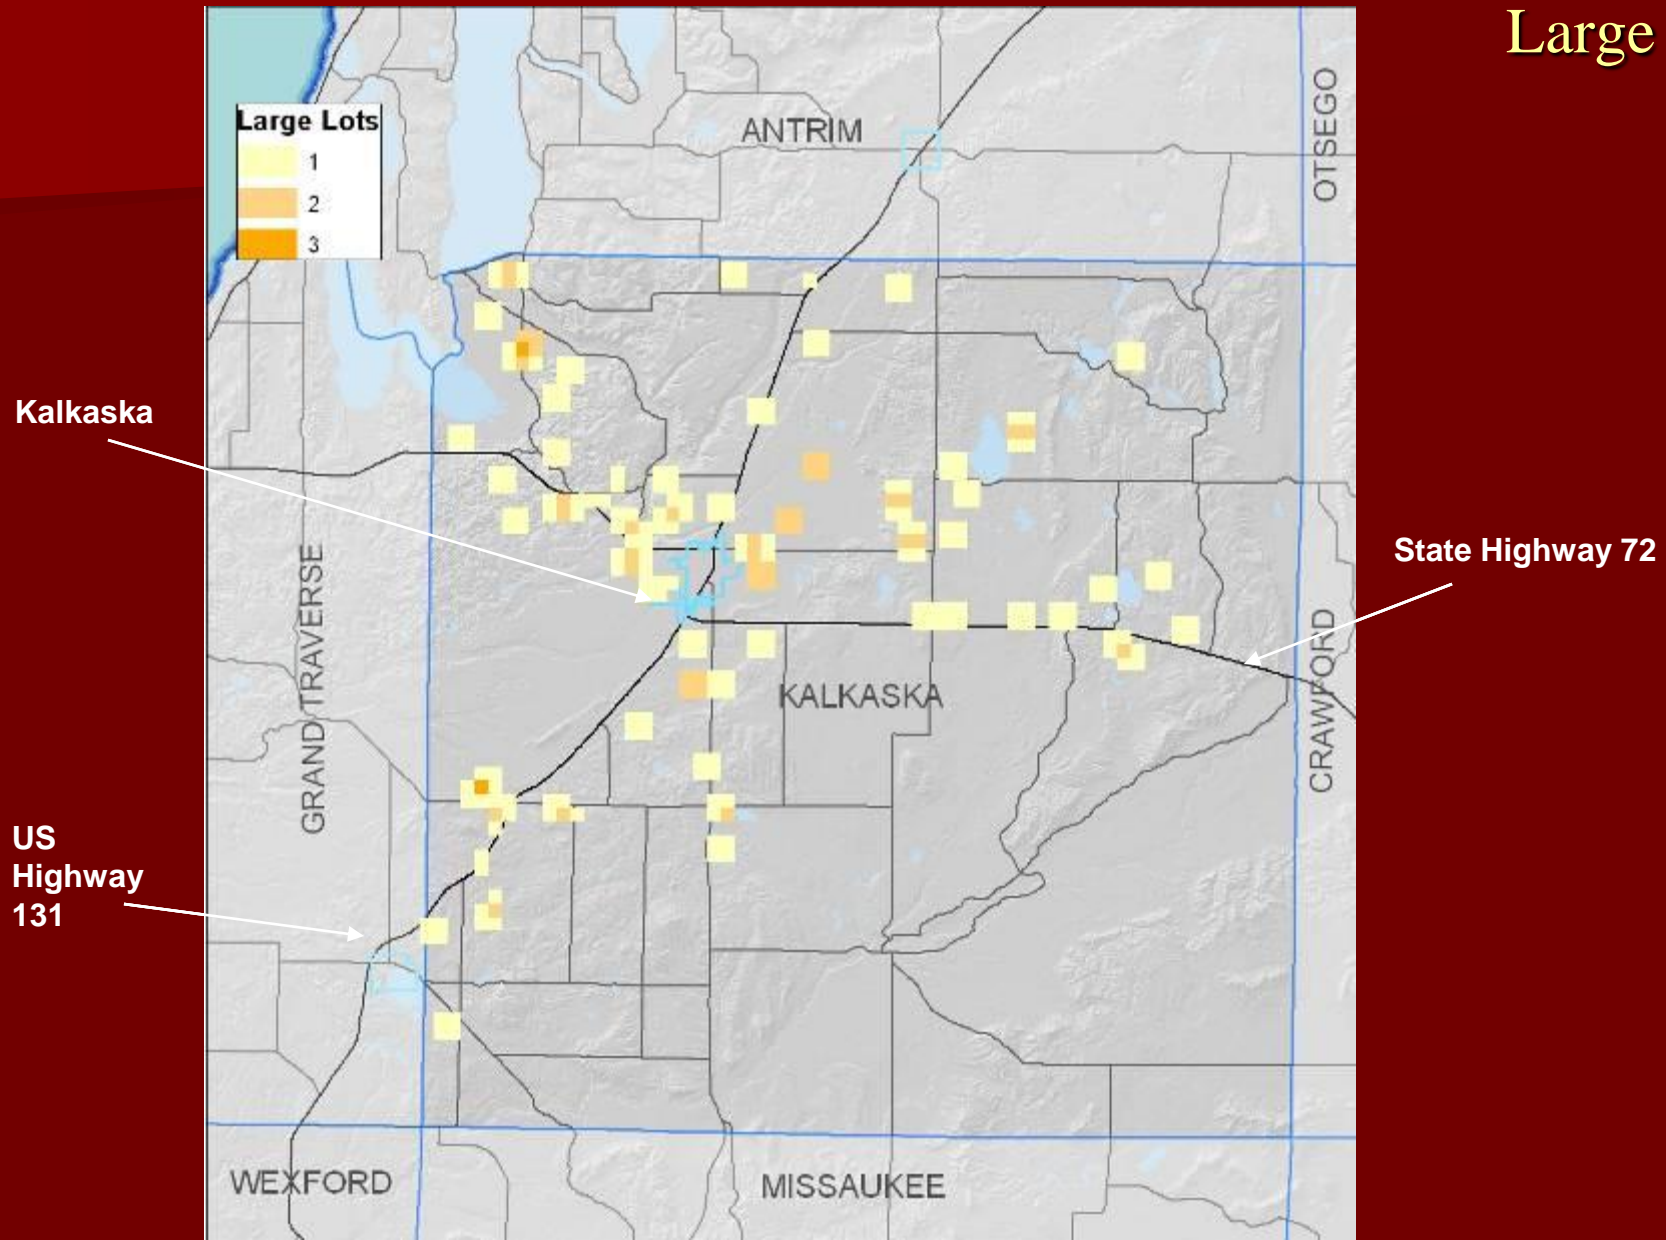 Large
Large Lots
1
2
3
ANTRIM
OTSEGO
Kalkaska
State Highway 72
GRAND TRAVERSE
KALKASKA
CRAWFORD
US
Highway
131
WEXFORD
MISSAUKEE